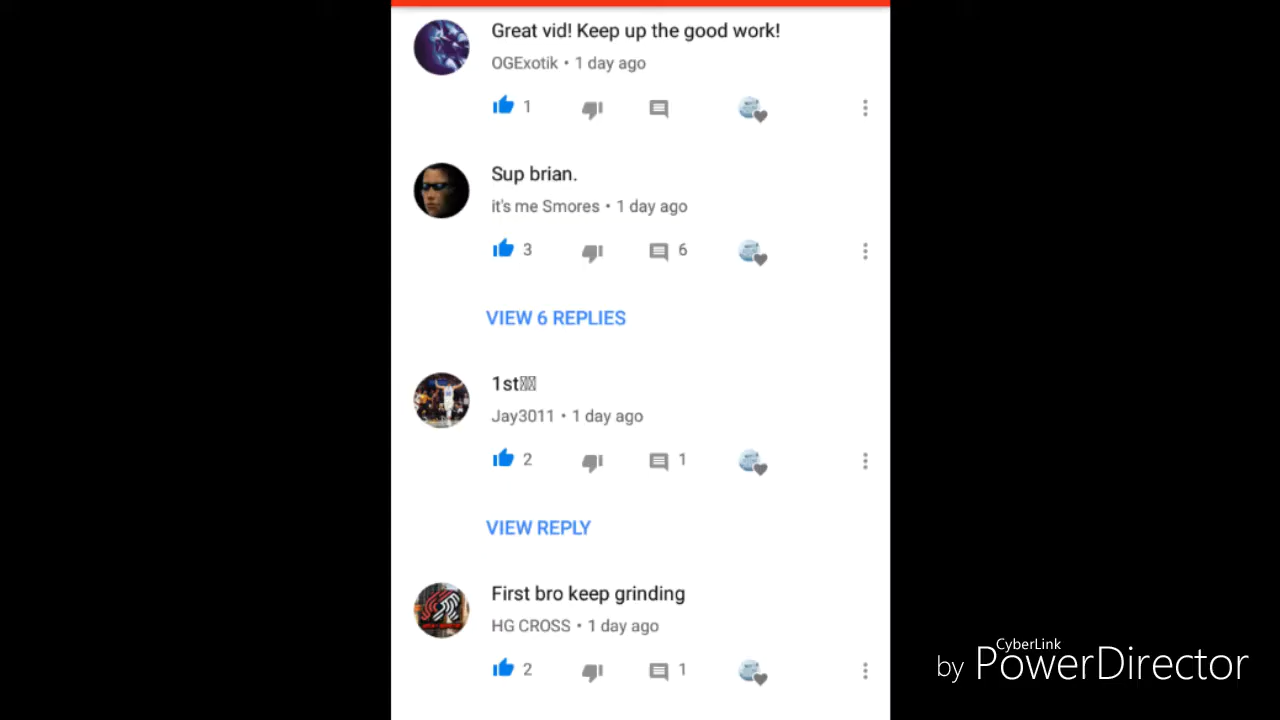 Great vid! Keep up the good work!
OGExotik • 1 day ago
1
Sup brian.
it's me Smores • 1 day ago
3 6
VIEW 6 REPLIES
1st
Jay3011 • 1 day ago
2 1
VIEW REPLY
First bro keep grinding
HG CROSS • 1 day ago
2 1
CyberLink
by PowerDirector